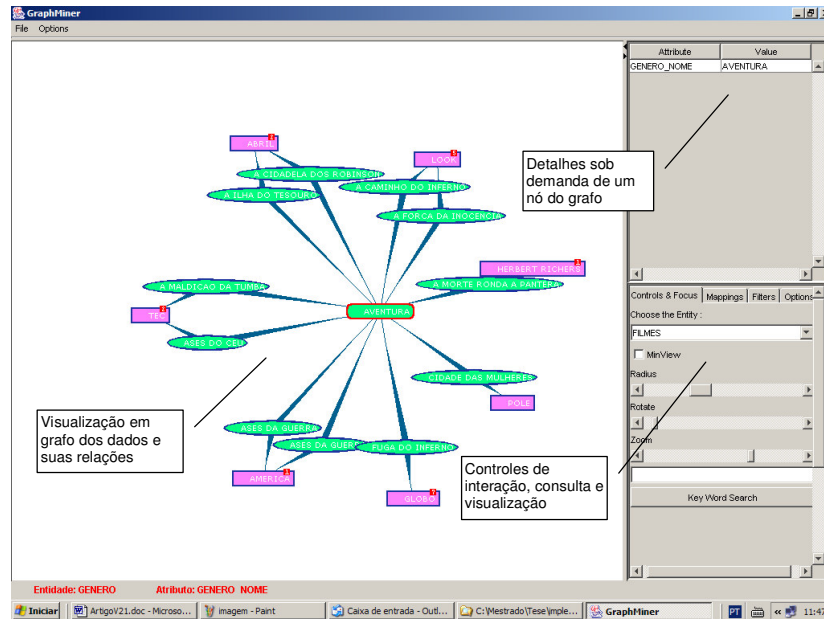 GraphMiner
File Options
Attribute Value
GENERO_NOME AVENTURA
ABRIL
LOOK
A CIDADELA DOS ROBINSON
A CAMINHO DO INFERNO
A ILHA DO TESOURO
A FORCA DA INOCENCIA
Detalhes sob
demanda de um
nó do grafo
HERBERT RICHERS
A MORTE RONDA A PANTERA
A MALDICAO DA TUMBA
TEC
AVENTURA
ASES DO CEU
CIDADE DAS MULHERES
POLE
Visualização em
grafo dos dados e
suas relações
ASES DA GUERRA
ASES DA GUERRA
FUGA DO INFERNO
AMERICA
GLOBO
Controls & Focus Mappings Filters Options
Choose the Entity :
FILMES
MinView
Radius
Rotate
Zoom
Controles de
interação, consulta e
visualização
Key Word Search
Entidade: GENERO Atributo: GENERO NOME
Iniciar ArtigoV21.doc - Microso... imagem - Paint Caixa de entrada - Outl... C:\Mestrado\Tese\imple... GraphMiner PT « 11:47